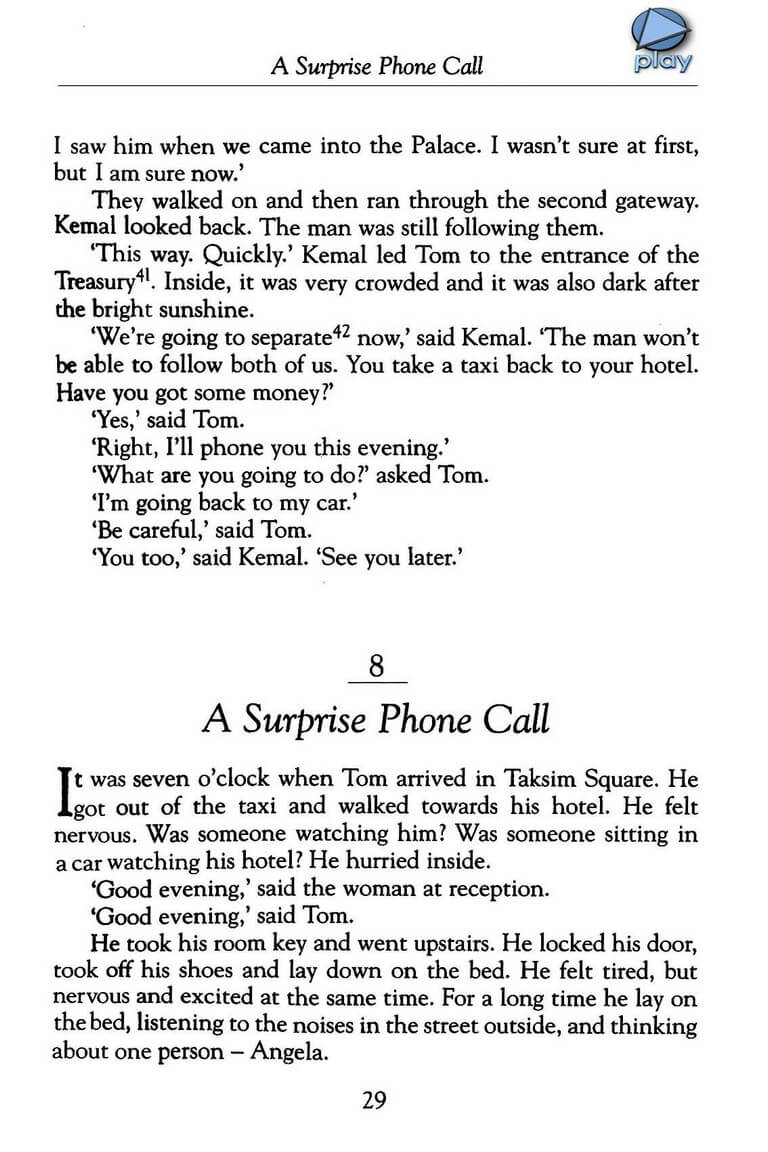 A Surprise Phone Call
play
I saw him when we came into the Palace. I wasn't sure at first,
but I am sure now.'
They walked on and then ran through the second gateway.
Kemal looked back. The man was still following them.
'This way. Quickly.' Kemal led Tom to the entrance of the
Treasury⁴¹. Inside, it was very crowded and it was also dark after
the bright sunshine.
'We're going to separate⁴² now,' said Kemal. 'The man won't
be able to follow both of us. You take a taxi back to your hotel.
Have you got some money?'
'Yes,' said Tom.
'Right, I'll phone you this evening.'
'What are you going to do?' asked Tom.
'I'm going back to my car.'
'Be careful,' said Tom.
'You too,' said Kemal. 'See you later.'
8
A Surprise Phone Call
It was seven o'clock when Tom arrived in Taksim Square. He
got out of the taxi and walked towards his hotel. He felt
nervous. Was someone watching him? Was someone sitting in
a car watching his hotel? He hurried inside.
'Good evening,' said the woman at reception.
'Good evening,' said Tom.
He took his room key and went upstairs. He locked his door,
took off his shoes and lay down on the bed. He felt tired, but
nervous and excited at the same time. For a long time he lay on
the bed, listening to the noises in the street outside, and thinking
about one person – Angela.
29